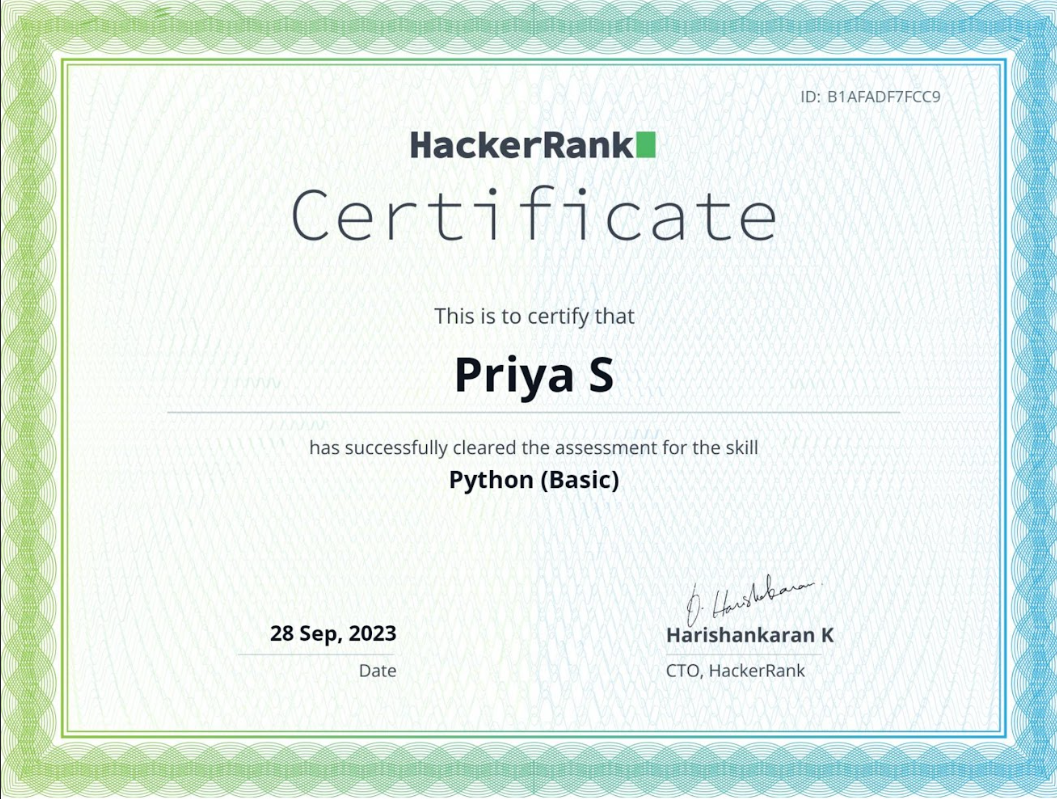 ID: B1AFADF7FCC9
HackerRank
Certificate
This is to certify that
Priya S
has successfully cleared the assessment for the skill
Python (Basic)
28 Sep, 2023
Date
Harishankaran K
CTO, HackerRank